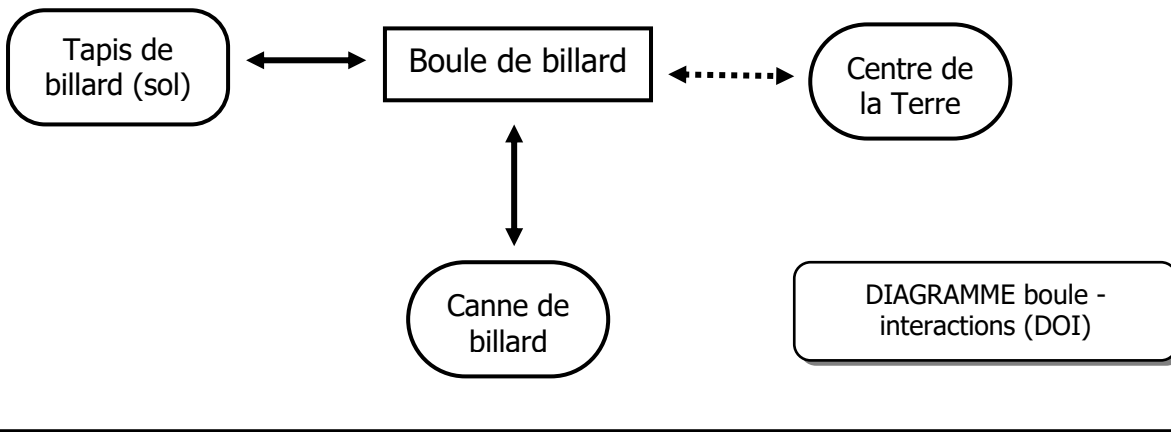 Tapis de
billard (sol)
Boule de billard
Centre de
la Terre
Canne de
billard
DIAGRAMME boule -
interactions (DOI)